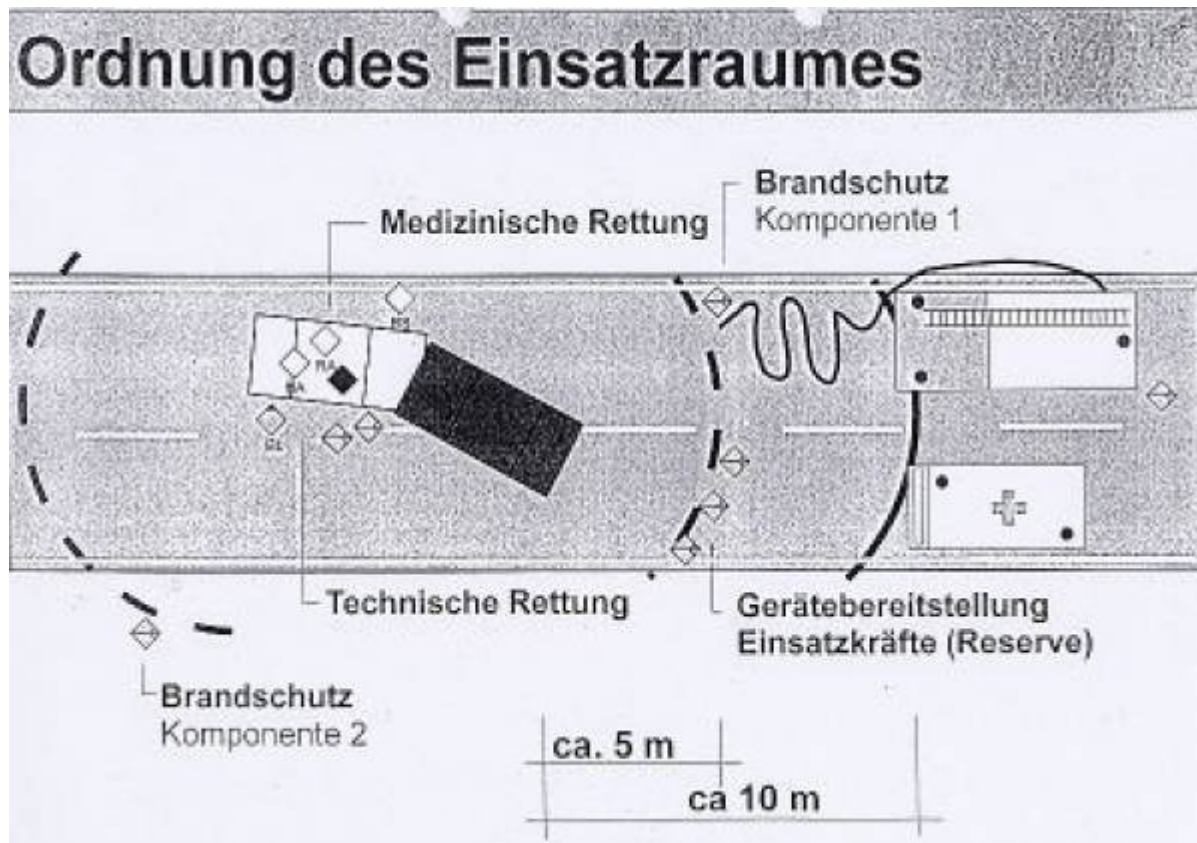 Ordnung des Einsatzraumes
Brandschutz
Komponente 1
Medizinische Rettung
RA
Technische Rettung
Gerätebereitstellung
Einsatzkräfte (Reserve)
Brandschutz
Komponente 2
ca. 5 m
ca 10 m